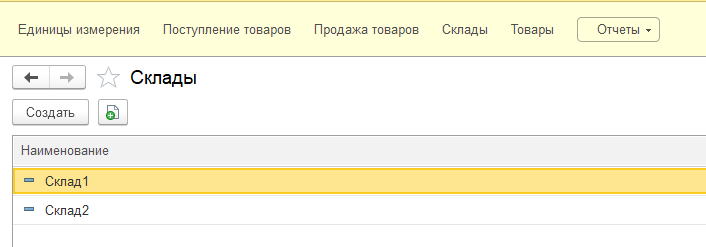 Единицы измерения Поступление товаров Продажа товаров Склады Товары Отчеты
Склады
Создать
Наименование
Склад1
Склад2